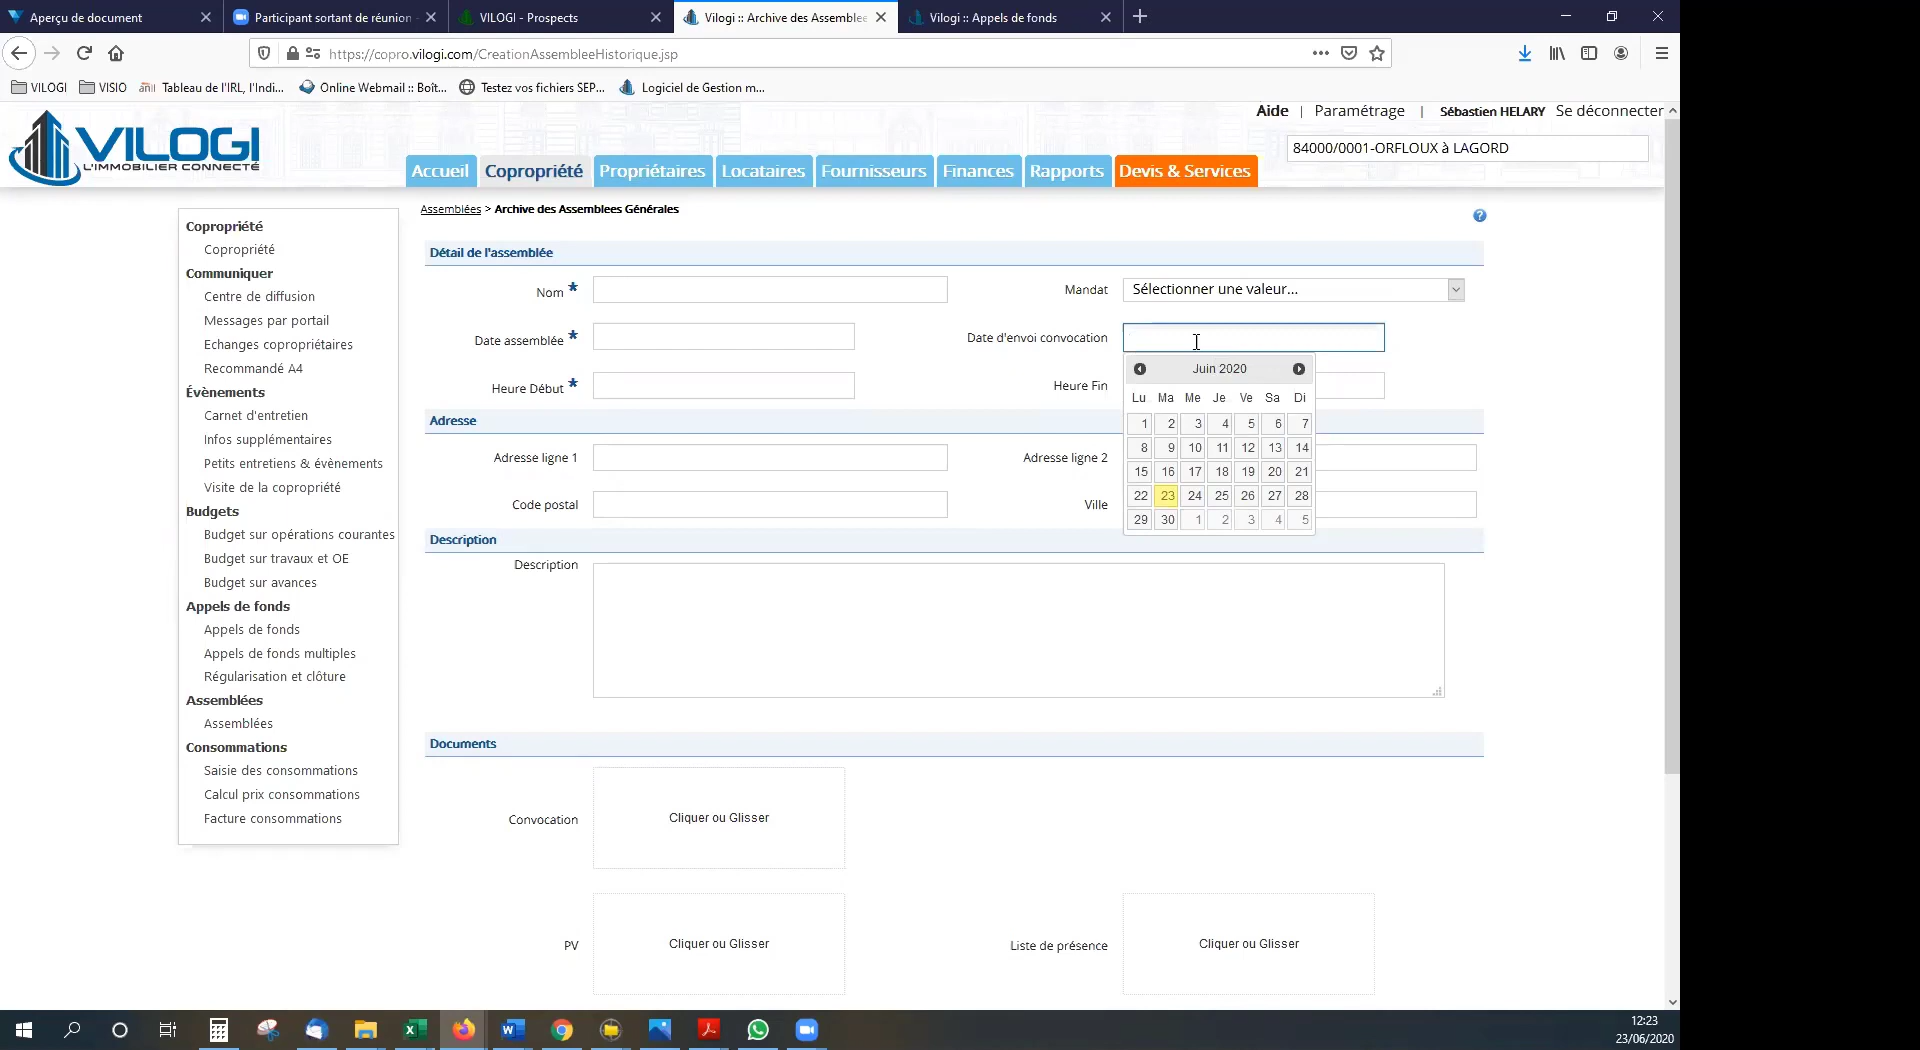 Aperçu de document
Participant sortant de réunion
VILOGI - Prospects
Vilogi :: Archive des Assemblée
Vilogi :: Appels de fonds
https://copro.vilogi.com/CreationAssembleeHistorique.jsp
VILOGI
VISIO
Tableau de l'IRL, l'Indi...
Online Webmail :: Boît...
Testez vos fichiers SEP...
Logiciel de Gestion m...
Aide | Paramétrage | Sébastien HELARY Se déconnecter
VILOGI
L'IMMOBILIER CONNECTÉ
84000/0001-ORFLOUX à LAGORD
Accueil Copropriété Propriétaires Locataires Fournisseurs Finances Rapports Devis & Services
Copropriété
Copropriété
Communiquer
Centre de diffusion
Messages par portail
Echanges copropriétaires
Recommandé A4
Évènements
Carnet d'entretien
Infos supplémentaires
Petits entretiens & évènements
Visite de la copropriété
Budgets
Budget sur opérations courantes
Budget sur travaux et OE
Budget sur avances
Appels de fonds
Appels de fonds
Appels de fonds multiples
Régularisation et clôture
Assemblées
Assemblées
Consommations
Saisie des consommations
Calcul prix consommations
Facture consommations
Assemblées > Archive des Assemblees Générales
Détail de l'assemblée
Nom *
Mandat Sélectionner une valeur...
Date assemblée *
Date d'envoi convocation
Heure Début *
Heure Fin
Juin 2020
Lu Ma Me Je Ve Sa Di
1 2 3 4 5 6 7
8 9 10 11 12 13 14
15 16 17 18 19 20 21
22 23 24 25 26 27 28
29 30 1 2 3 4 5
Adresse
Adresse ligne 1
Adresse ligne 2
Code postal
Ville
Description
Description
Documents
Convocation Cliquer ou Glisser
PV Cliquer ou Glisser
Liste de présence Cliquer ou Glisser
12:23
23/06/2020